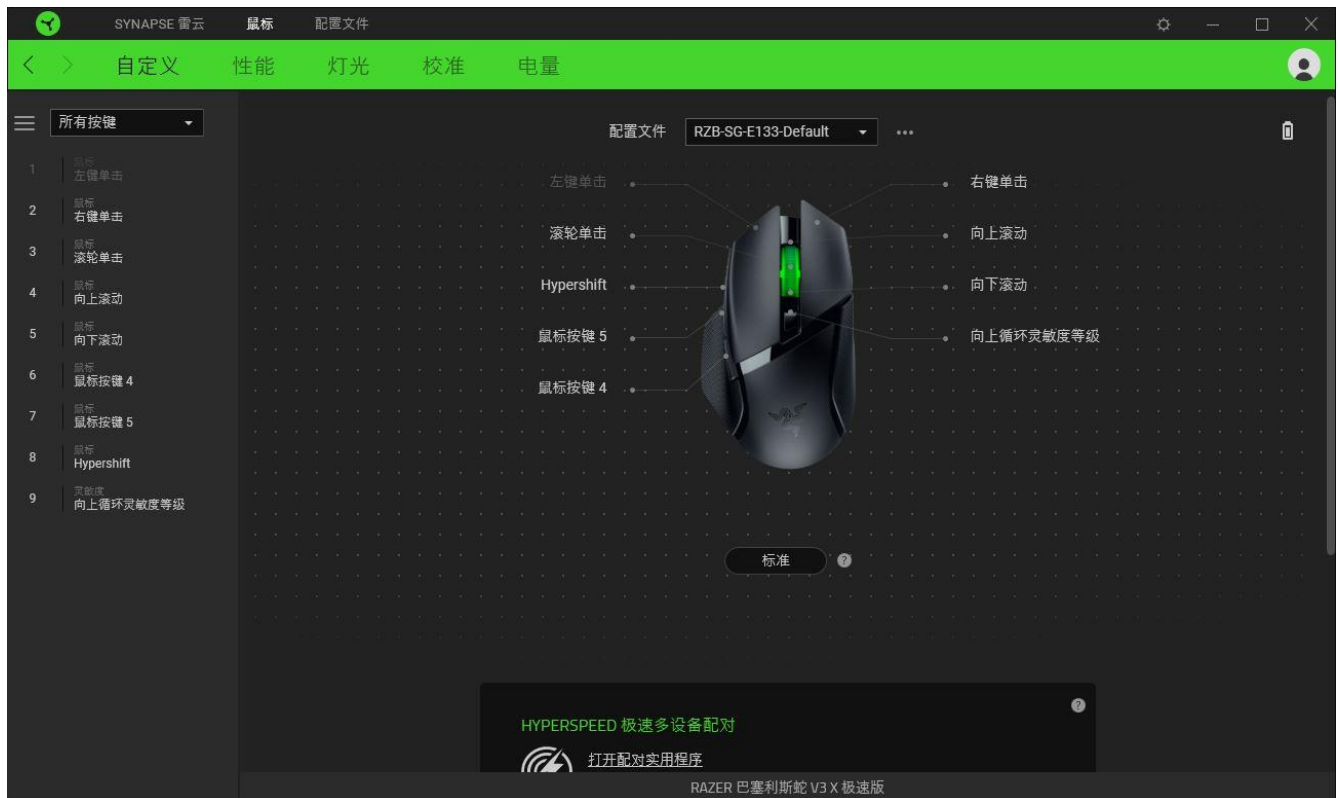 SYNAPSE 雷云 鼠标 配置文件
自定义 性能 灯光 校准 电量
所有按键
配置文件 RZB-SG-E133-Default
1 鼠标
左键单击
2 鼠标
右键单击
3 鼠标
滚轮单击
4 鼠标
向上滚动
5 鼠标
向下滚动
6 鼠标
鼠标按键 4
7 鼠标
鼠标按键 5
8 鼠标
Hypershift
9 灵敏度
向上循环灵敏度等级
左键单击
滚轮单击
Hypershift
鼠标按键 5
鼠标按键 4
右键单击
向上滚动
向下滚动
向上循环灵敏度等级
标准 ?
HYPERSPEED 极速多设备配对 ?
打开配对实用程序
RAZER 巴塞利斯蛇 V3 X 极速版